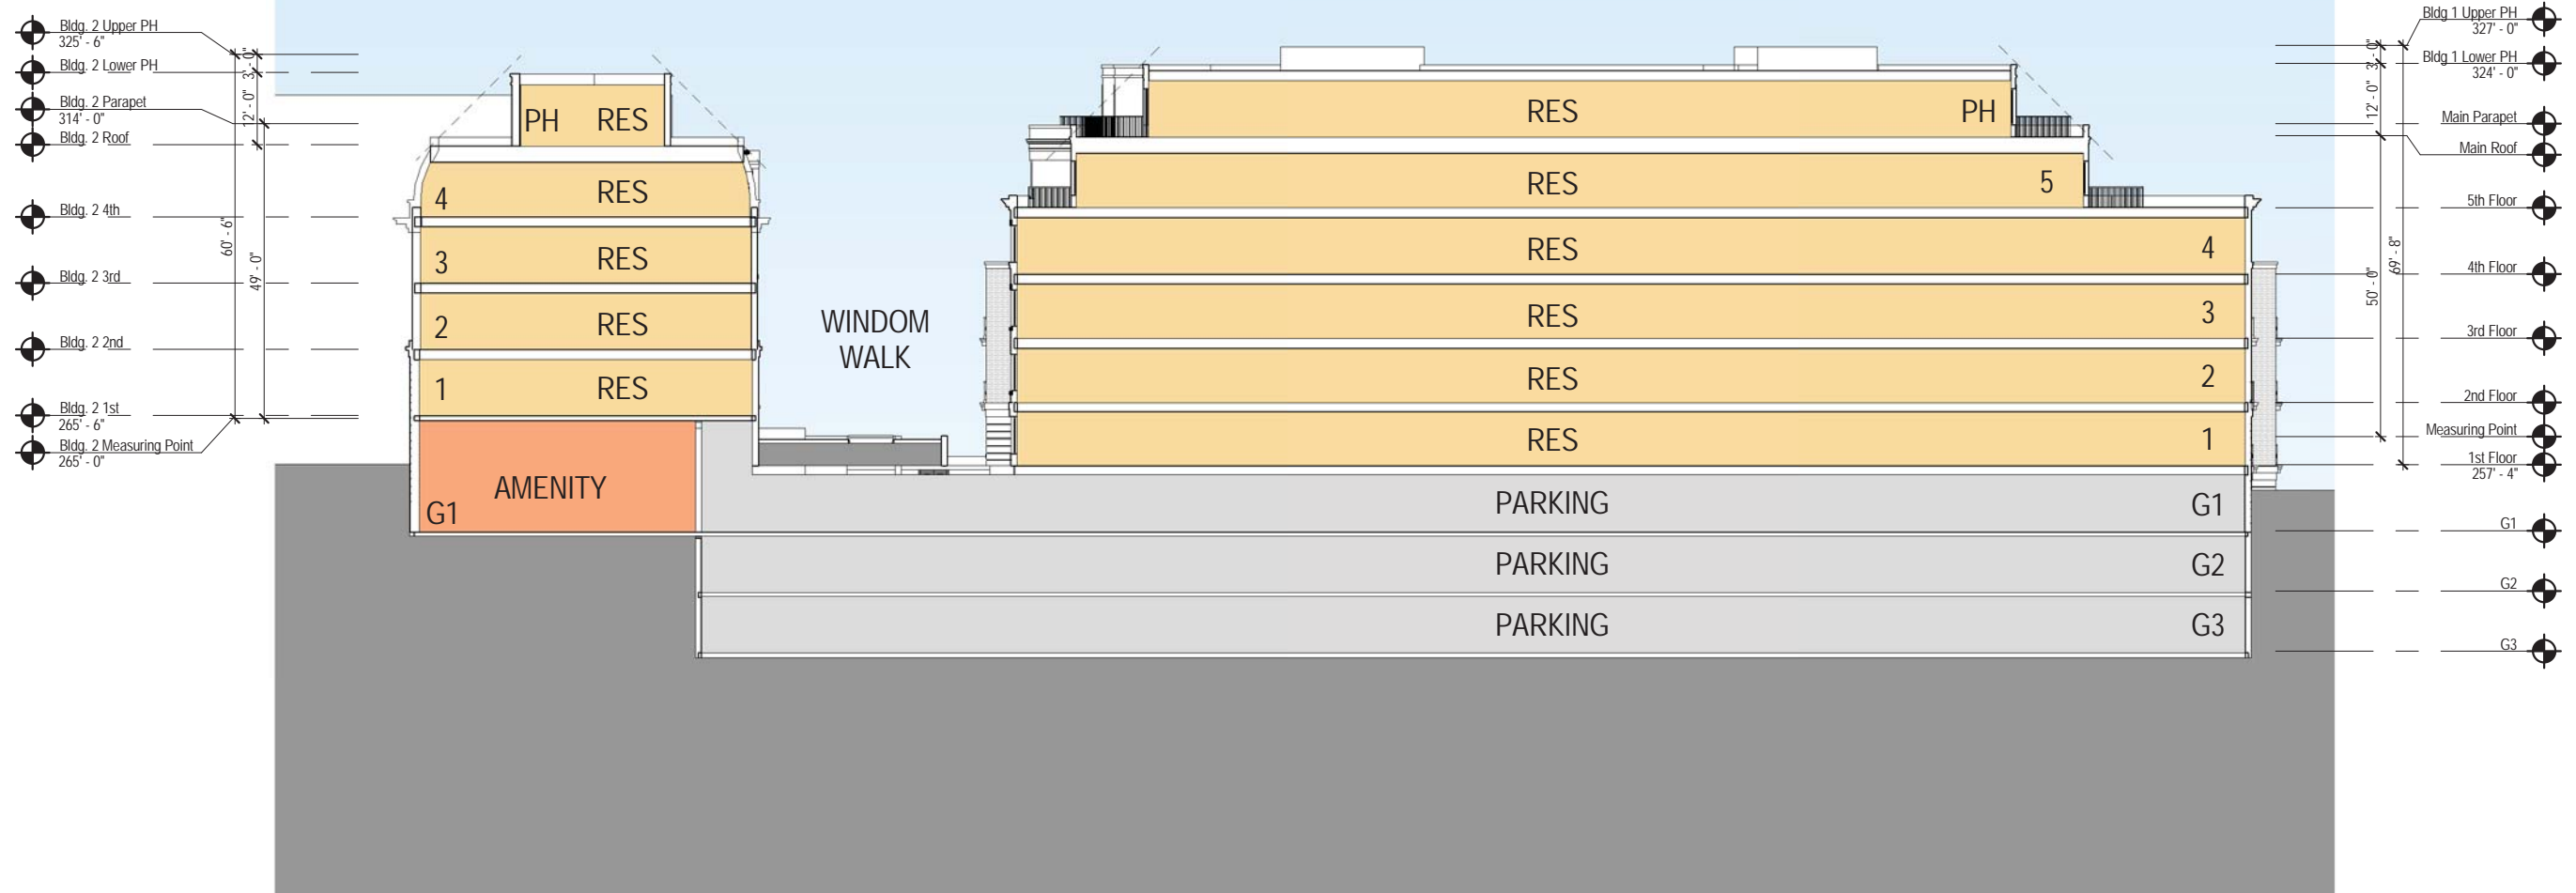 Bldg. 2 Upper PH
325' - 6"
Bldg. 2 Lower PH
Bldg. 2 Parapet
314' - 0"
Bldg. 2 Roof
Bldg. 2 4th
Bldg. 2 3rd
Bldg. 2 2nd
Bldg. 2 1st
265' - 6"
Bldg. 2 Measuring Point
265' - 0"
3' - 0"
12' - 0"
60' - 6"
49' - 0"
PH RES
4 RES
3 RES
2 RES
1 RES
AMENITY
G1
WINDOM
WALK
RES PH
RES 5
RES 4
RES 3
RES 2
RES 1
PARKING G1
PARKING G2
PARKING G3
3' - 0"
12' - 0"
50' - 0"
69' - 8"
Bldg 1 Upper PH
327' - 0"
Bldg 1 Lower PH
324' - 0"
Main Parapet
Main Roof
5th Floor
4th Floor
3rd Floor
2nd Floor
Measuring Point
1st Floor
257' - 4"
G1
G2
G3